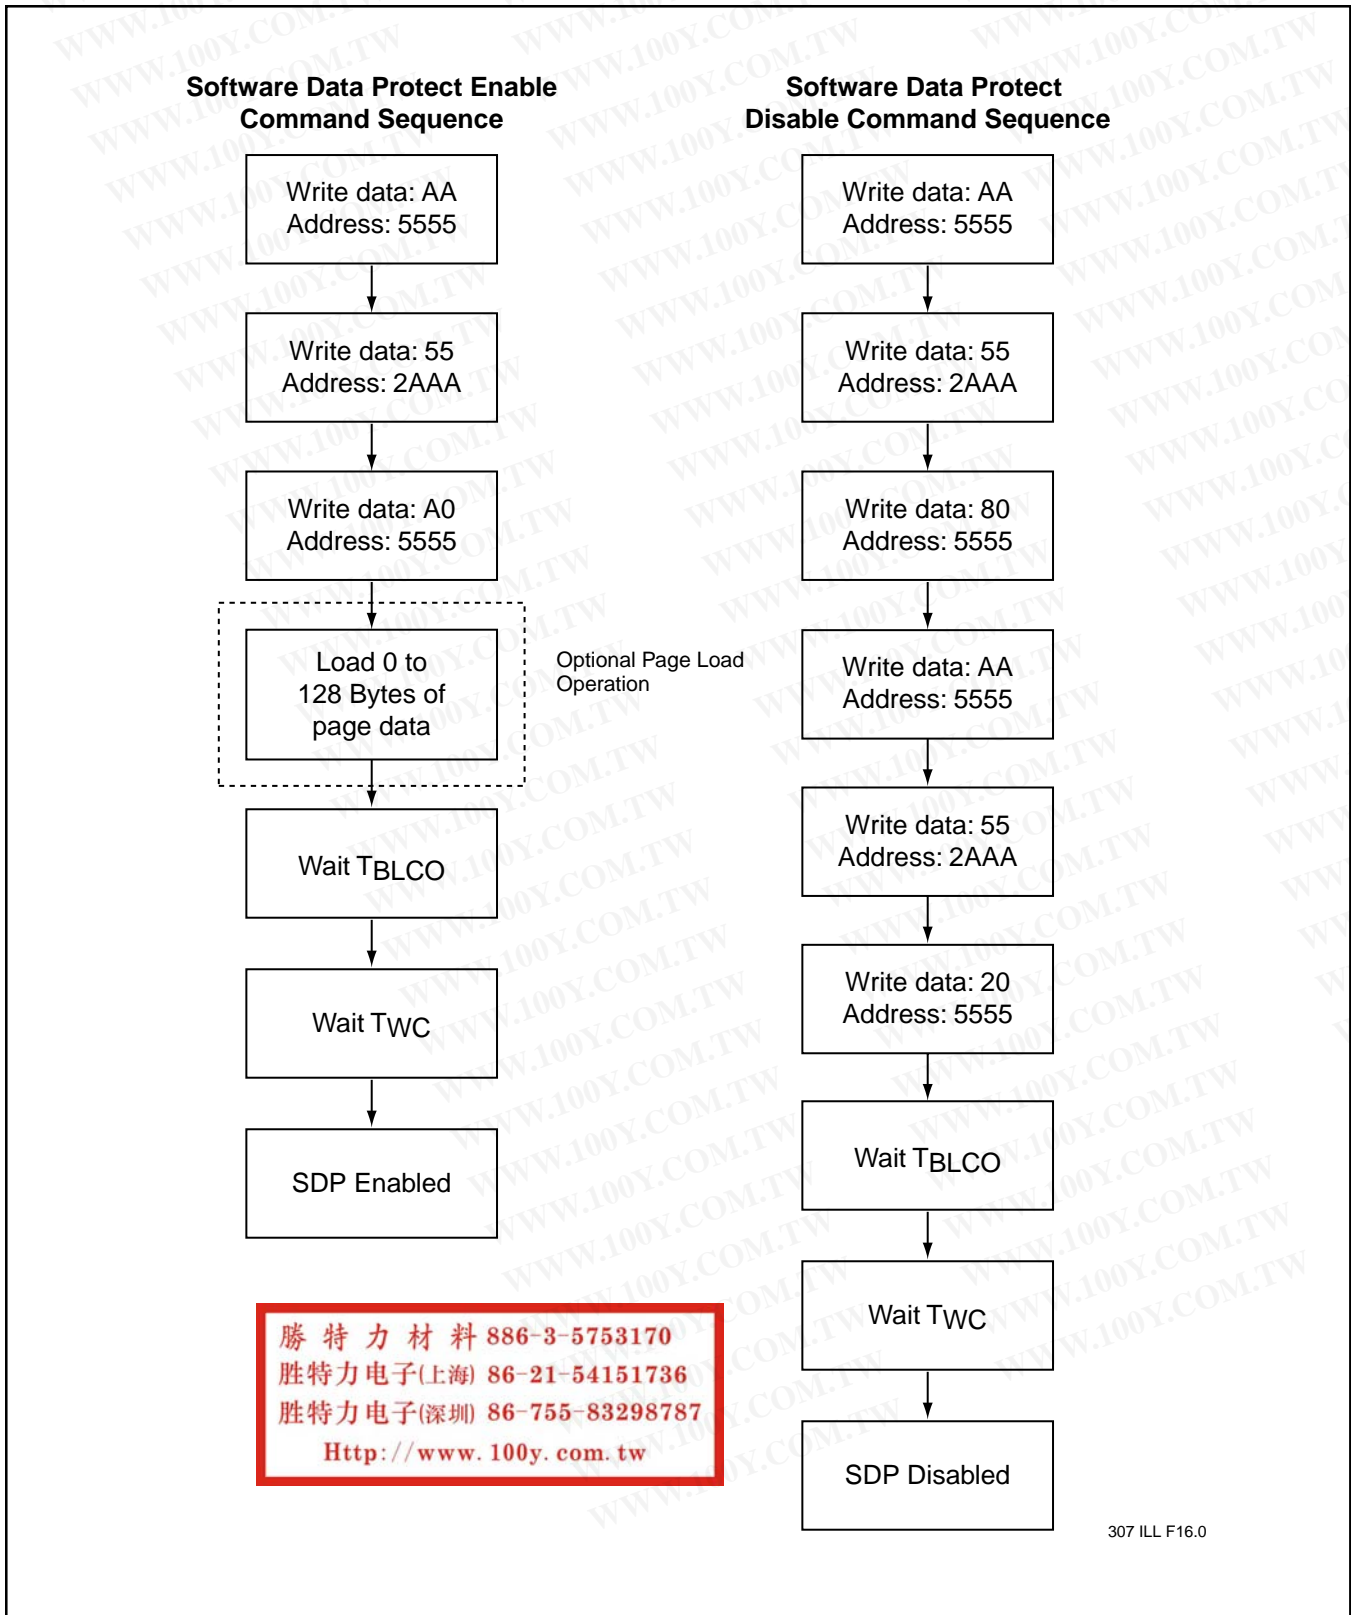 Software Data Protect Enable
Command Sequence
Write data: AA
Address: 5555
Write data: 55
Address: 2AAA
Write data: A0
Address: 5555
Load 0 to
128 Bytes of
page data
Optional Page Load
Operation
Wait TBLCO
Wait TWC
SDP Enabled
Software Data Protect
Disable Command Sequence
Write data: AA
Address: 5555
Write data: 55
Address: 2AAA
Write data: 80
Address: 5555
Write data: AA
Address: 5555
Write data: 55
Address: 2AAA
Write data: 20
Address: 5555
Wait TBLCO
Wait TWC
SDP Disabled
307 ILL F16.0
勝 特 力 材 料 886-3-5753170
胜特力电子(上海) 86-21-54151736
胜特力电子(深圳) 86-755-83298787
Http://www.100y.com.tw
WWW.100Y.COM.TW